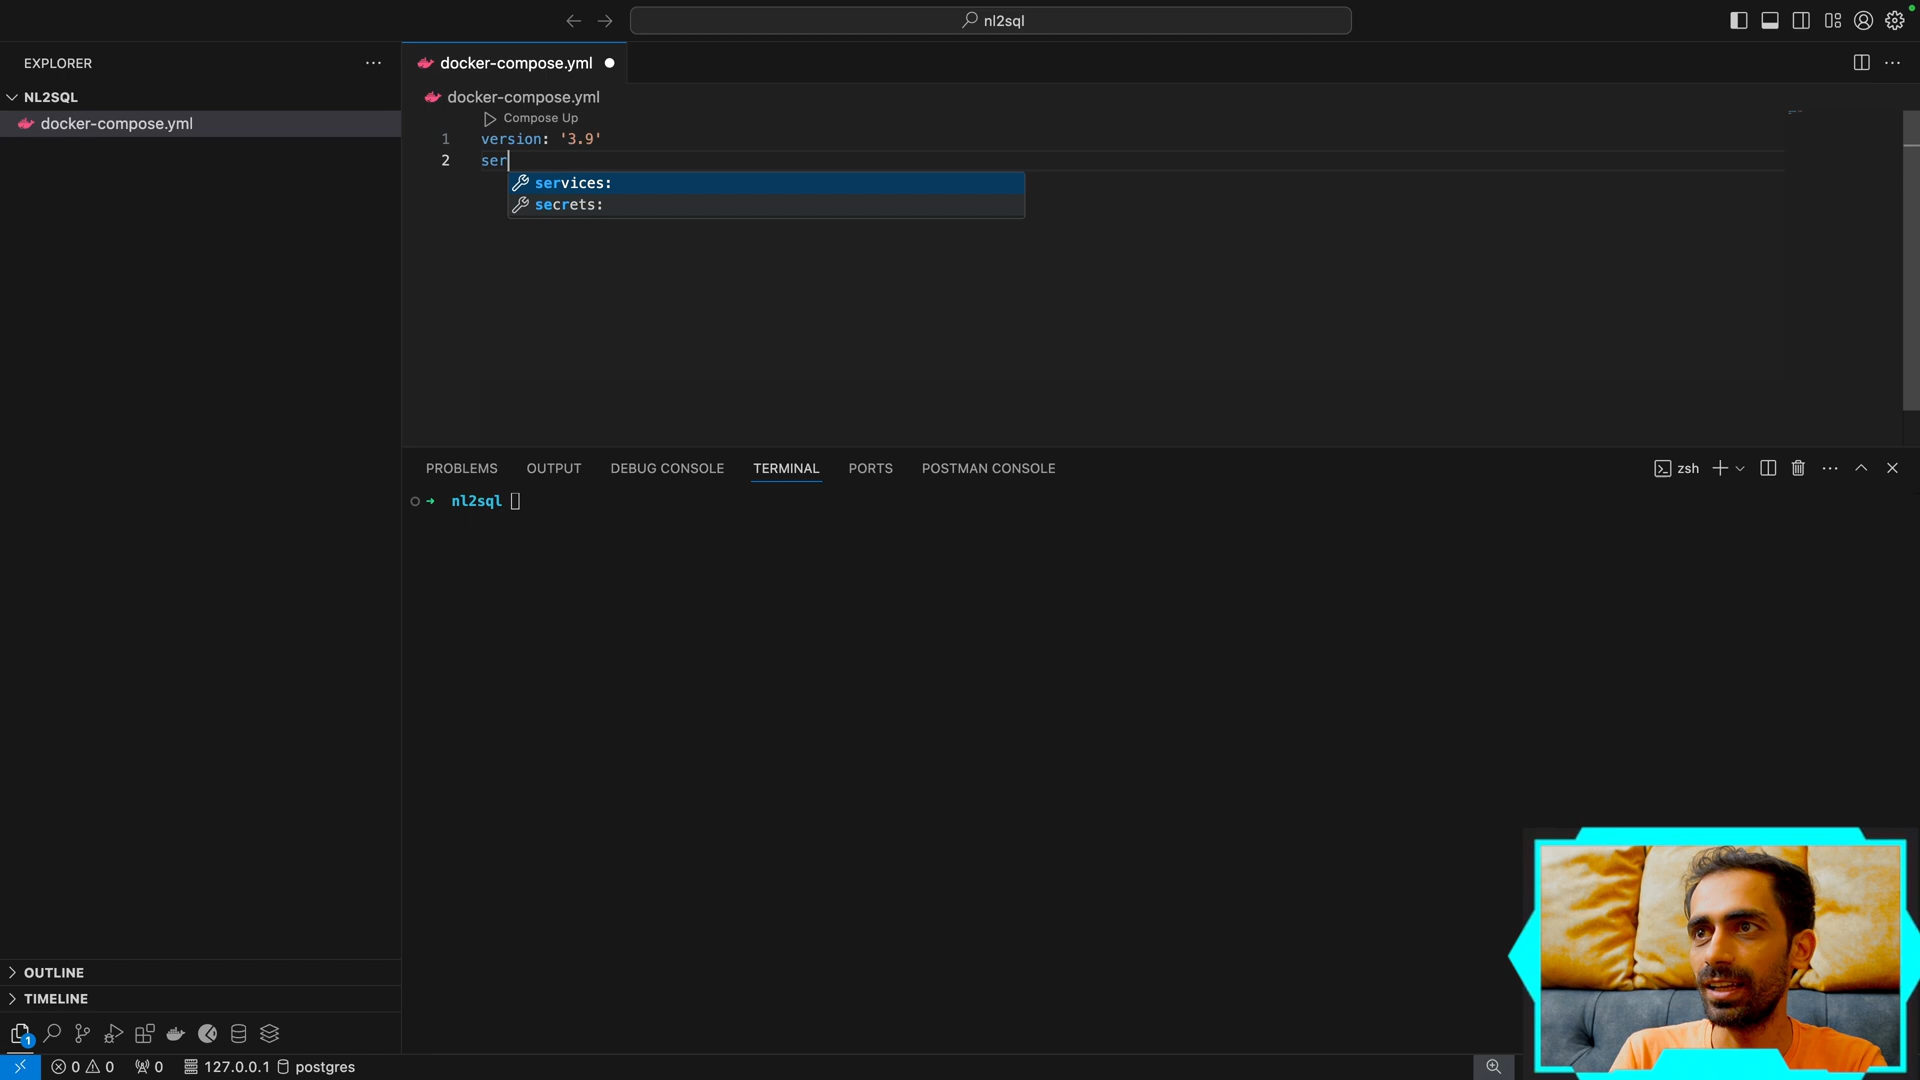 nl2sql
EXPLORER
NL2SQL
docker-compose.yml
docker-compose.yml
docker-compose.yml
Compose Up
1 version: '3.9'
2 ser
services:
secrets:
PROBLEMS OUTPUT DEBUG CONSOLE TERMINAL PORTS POSTMAN CONSOLE
zsh
nl2sql
OUTLINE
TIMELINE
1
0 0 0 127.0.0.1 postgres